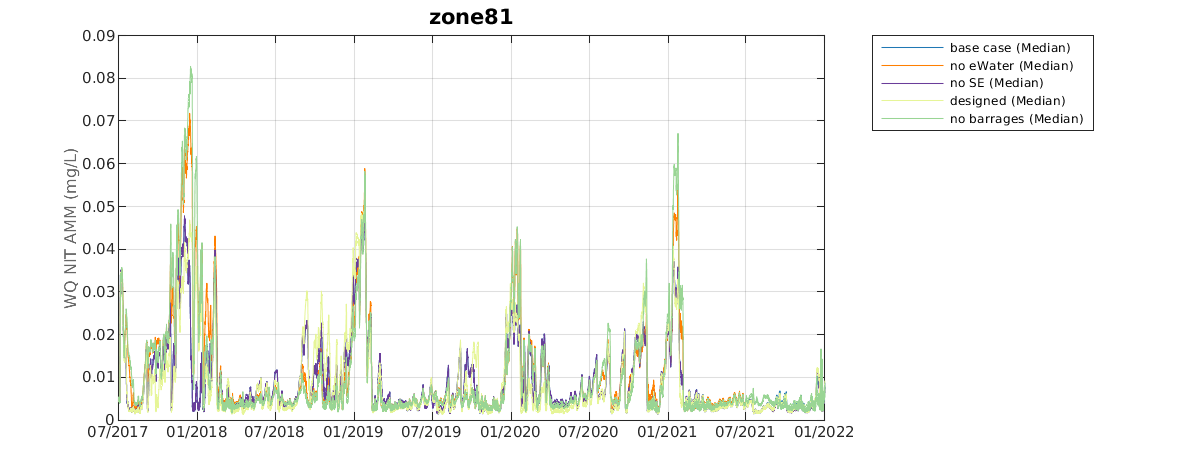 zone81
WQ NIT AMM (mg/L)
0.09
0.08
0.07
0.06
0.05
0.04
0.03
0.02
0.01
0
07/2017
01/2018
07/2018
01/2019
07/2019
01/2020
07/2020
01/2021
07/2021
01/2022
base case (Median)
no eWater (Median)
no SE (Median)
designed (Median)
no barrages (Median)